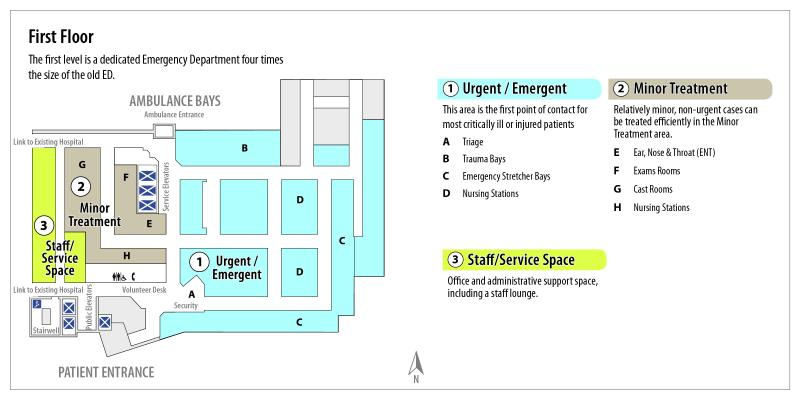 First Floor
The first level is a dedicated Emergency Department four times
the size of the old ED.
AMBULANCE BAYS
Ambulance Entrance
Link to Existing Hospital
B
G
2
Minor
Treatment
F
Service Elevators
E
H
3
Staff/
Service
Space
D
C
1
Urgent /
Emergent
D
A
Security
C
Link to Existing Hospital
Volunteer Desk
Public Elevators
Stairwell
PATIENT ENTRANCE
N
1 Urgent / Emergent
This area is the first point of contact for
most critically ill or injured patients
A Triage
B Trauma Bays
C Emergency Stretcher Bays
D Nursing Stations
2 Minor Treatment
Relatively minor, non-urgent cases can
be treated efficiently in the Minor
Treatment area.
E Ear, Nose & Throat (ENT)
F Exams Rooms
G Cast Rooms
H Nursing Stations
3 Staff/Service Space
Office and administrative support space,
including a staff lounge.